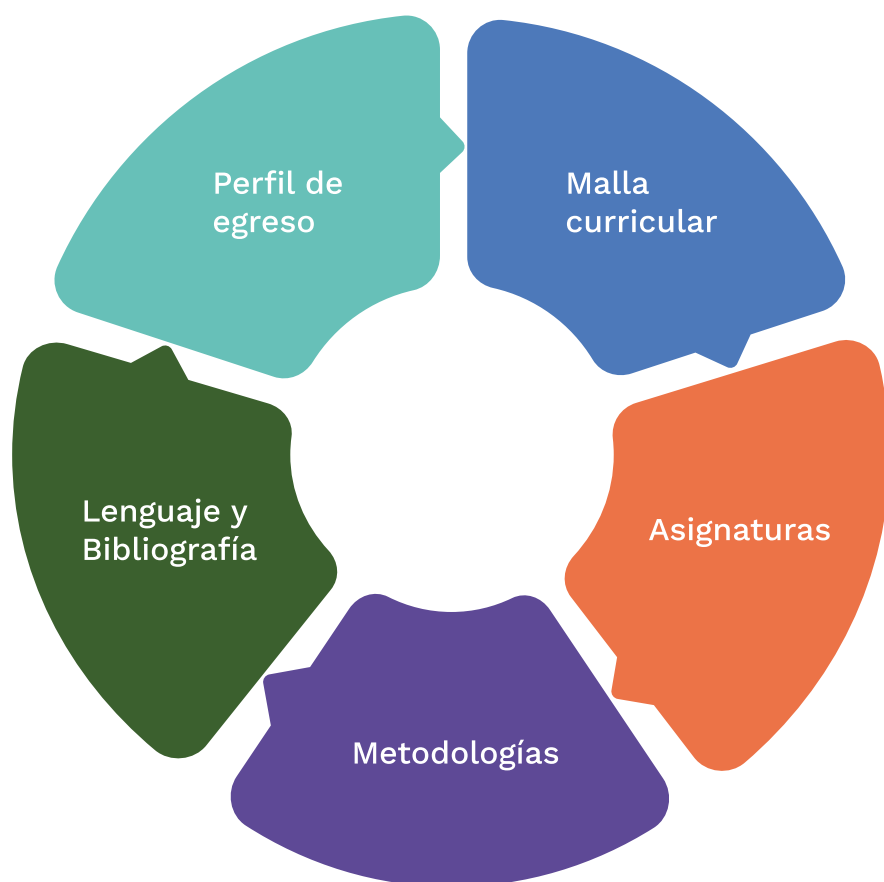 Perfil de
egreso
Malla
curricular
Asignaturas
Metodologías
Lenguaje y
Bibliografía